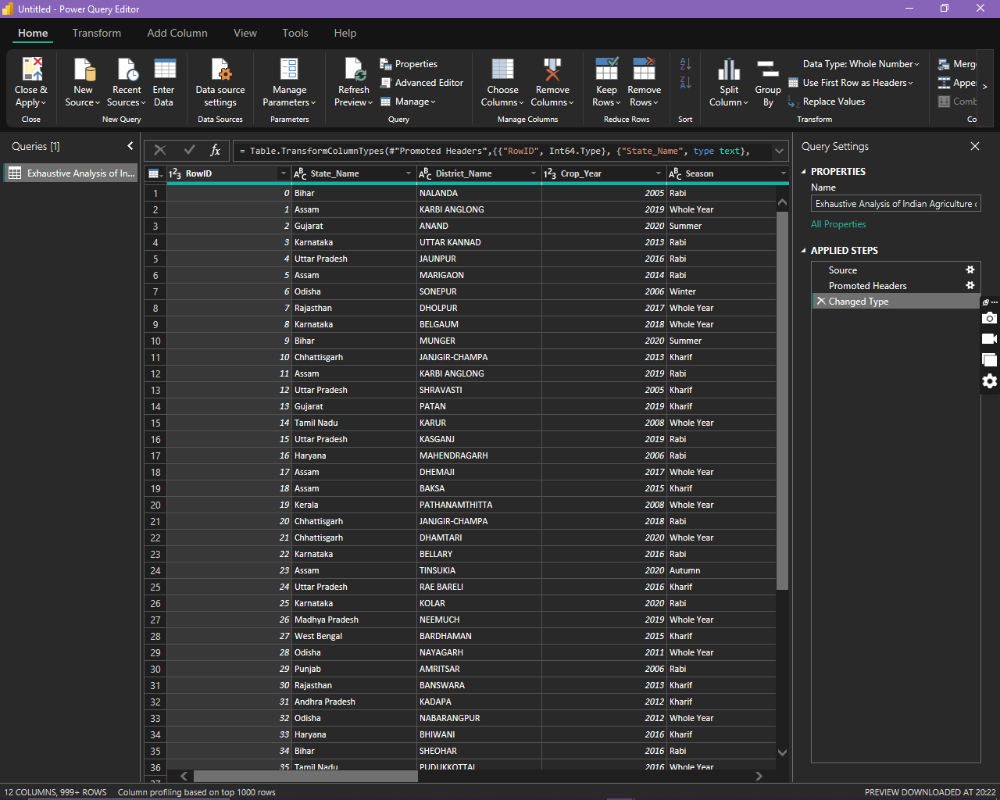 Untitled - Power Query Editor
Home Transform Add Column View Tools Help
Close & Apply
New Source
Recent Sources
Enter Data
Data source settings
Manage Parameters
Refresh Preview
Properties
Advanced Editor
Manage
Choose Columns
Remove Columns
Keep Rows
Remove Rows
Split Column
Group By
Data Type: Whole Number
Use First Row as Headers
Replace Values
Merg
Appe
Comb
Close
New Query
Data Sources
Parameters
Query
Manage Columns
Reduce Rows
Sort
Transform
Co
Queries [1]
Exhaustive Analysis of In...
fx = Table.TransformColumnTypes(#"Promoted Headers",{{"RowID", Int64.Type}, {"State_Name", type text},
RowID State_Name District_Name Crop_Year Season
1 0 Bihar NALANDA 2005 Rabi
2 1 Assam KARBI ANGLONG 2019 Whole Year
3 2 Gujarat ANAND 2020 Summer
4 3 Karnataka UTTAR KANNAD 2013 Rabi
5 4 Uttar Pradesh JAUNPUR 2016 Rabi
6 5 Assam MARIGAON 2014 Rabi
7 6 Odisha SONEPUR 2006 Winter
8 7 Rajasthan DHOLPUR 2017 Whole Year
9 8 Karnataka BELGAUM 2018 Whole Year
10 9 Bihar MUNGER 2020 Summer
11 10 Chhattisgarh JANJGIR-CHAMPA 2013 Kharif
12 11 Assam KARBI ANGLONG 2019 Rabi
13 12 Uttar Pradesh SHRAVASTI 2005 Kharif
14 13 Gujarat PATAN 2019 Kharif
15 14 Tamil Nadu KARUR 2008 Whole Year
16 15 Uttar Pradesh KASGANJ 2019 Rabi
17 16 Haryana MAHENDRAGARH 2006 Rabi
18 17 Assam DHEMAJI 2017 Whole Year
19 18 Assam BAKSA 2015 Kharif
20 19 Kerala PATHANAMTHITTA 2008 Whole Year
21 20 Chhattisgarh JANJGIR-CHAMPA 2018 Rabi
22 21 Chhattisgarh DHAMTARI 2020 Whole Year
23 22 Karnataka BELLARY 2016 Rabi
24 23 Assam TINSUKIA 2020 Autumn
25 24 Uttar Pradesh RAE BARELI 2016 Kharif
26 25 Karnataka KOLAR 2020 Rabi
27 26 Madhya Pradesh NEEMUCH 2019 Whole Year
28 27 West Bengal BARDHAMAN 2015 Kharif
29 28 Odisha NAYAGARH 2011 Whole Year
30 29 Punjab AMRITSAR 2006 Rabi
31 30 Rajasthan BANSWARA 2013 Kharif
32 31 Andhra Pradesh KADAPA 2012 Kharif
33 32 Odisha NABARANGPUR 2012 Whole Year
34 33 Haryana BHIWANI 2016 Kharif
35 34 Bihar SHEOHAR 2016 Rabi
36 35 Tamil Nadu PUDUKKOTTAI 2016 Whole Year
Query Settings
PROPERTIES
Name
Exhaustive Analysis of Indian Agriculture
All Properties
APPLIED STEPS
Source
Promoted Headers
Changed Type
12 COLUMNS, 999+ ROWS Column profiling based on top 1000 rows PREVIEW DOWNLOADED AT 20:22